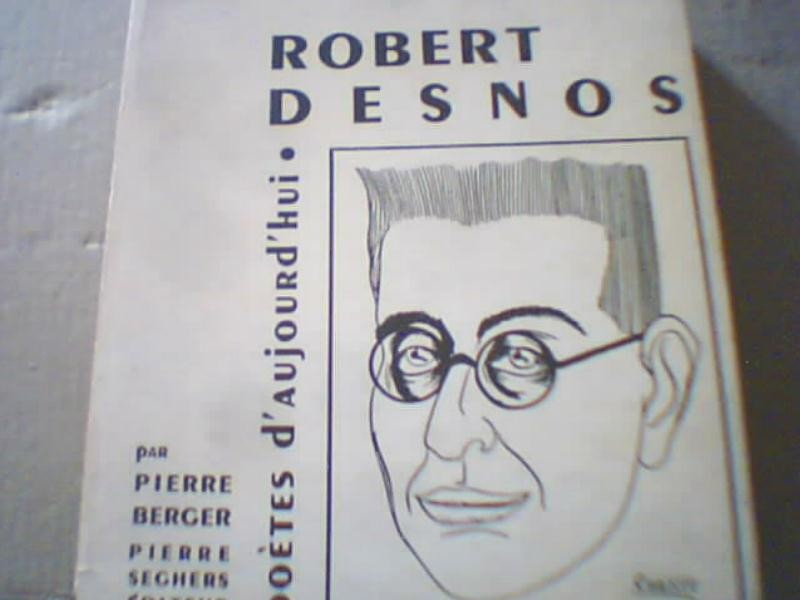 ROBERT
DESNOS
POÈTES d'AUJOURd'HUI •
pAR
PIERRE
BERGER
PIERRE
SEGHERS